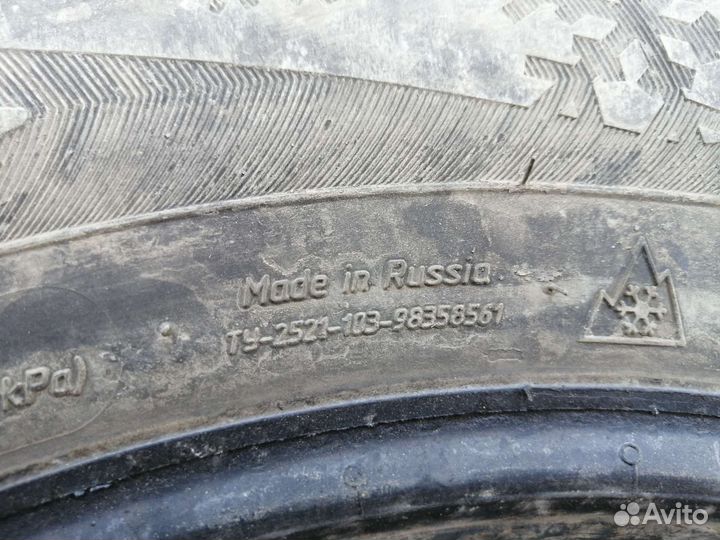 Made in Russia
ТУ-2521-103-98358561
kPa)
Avito